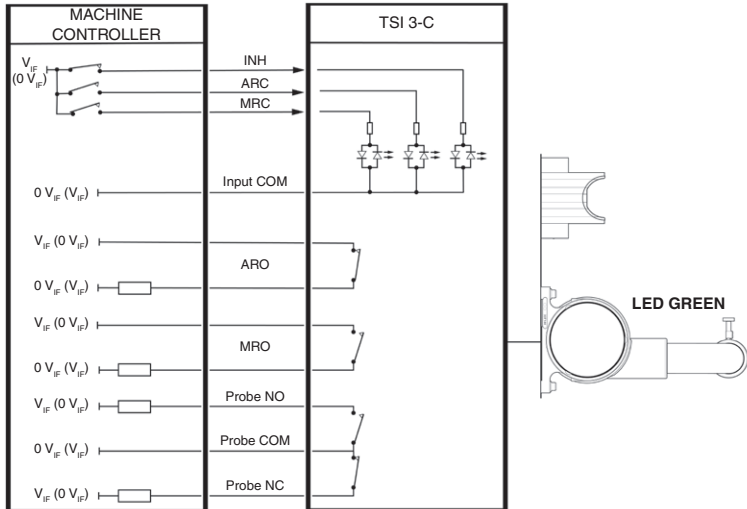 MACHINE
CONTROLLER
TSI 3-C
V_IF
(0 V_IF)
INH
ARC
MRC
0 V_IF (V_IF)
Input COM
V_IF (0 V_IF)
ARO
0 V_IF (V_IF)
V_IF (0 V_IF)
MRO
0 V_IF (V_IF)
V_IF (0 V_IF)
Probe NO
0 V_IF (V_IF)
Probe COM
V_IF (0 V_IF)
Probe NC
LED GREEN